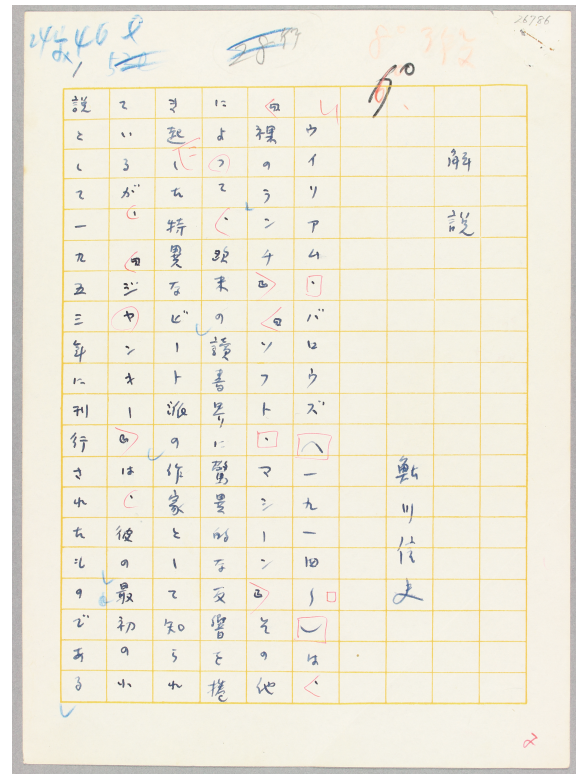 26786
解説
鮎川信夫
ウイリアム・バロウズ(一九一四〜)は、
「裸のランチ」「ソフト・マシーン」その他
によって、欧米の讀書界に驚異的な反響を捲
き起した特異なビート派の作家として知られ
ているが、「ジャンキー」は、彼の最初の小
説として一九五三年に刊行されたものである
2